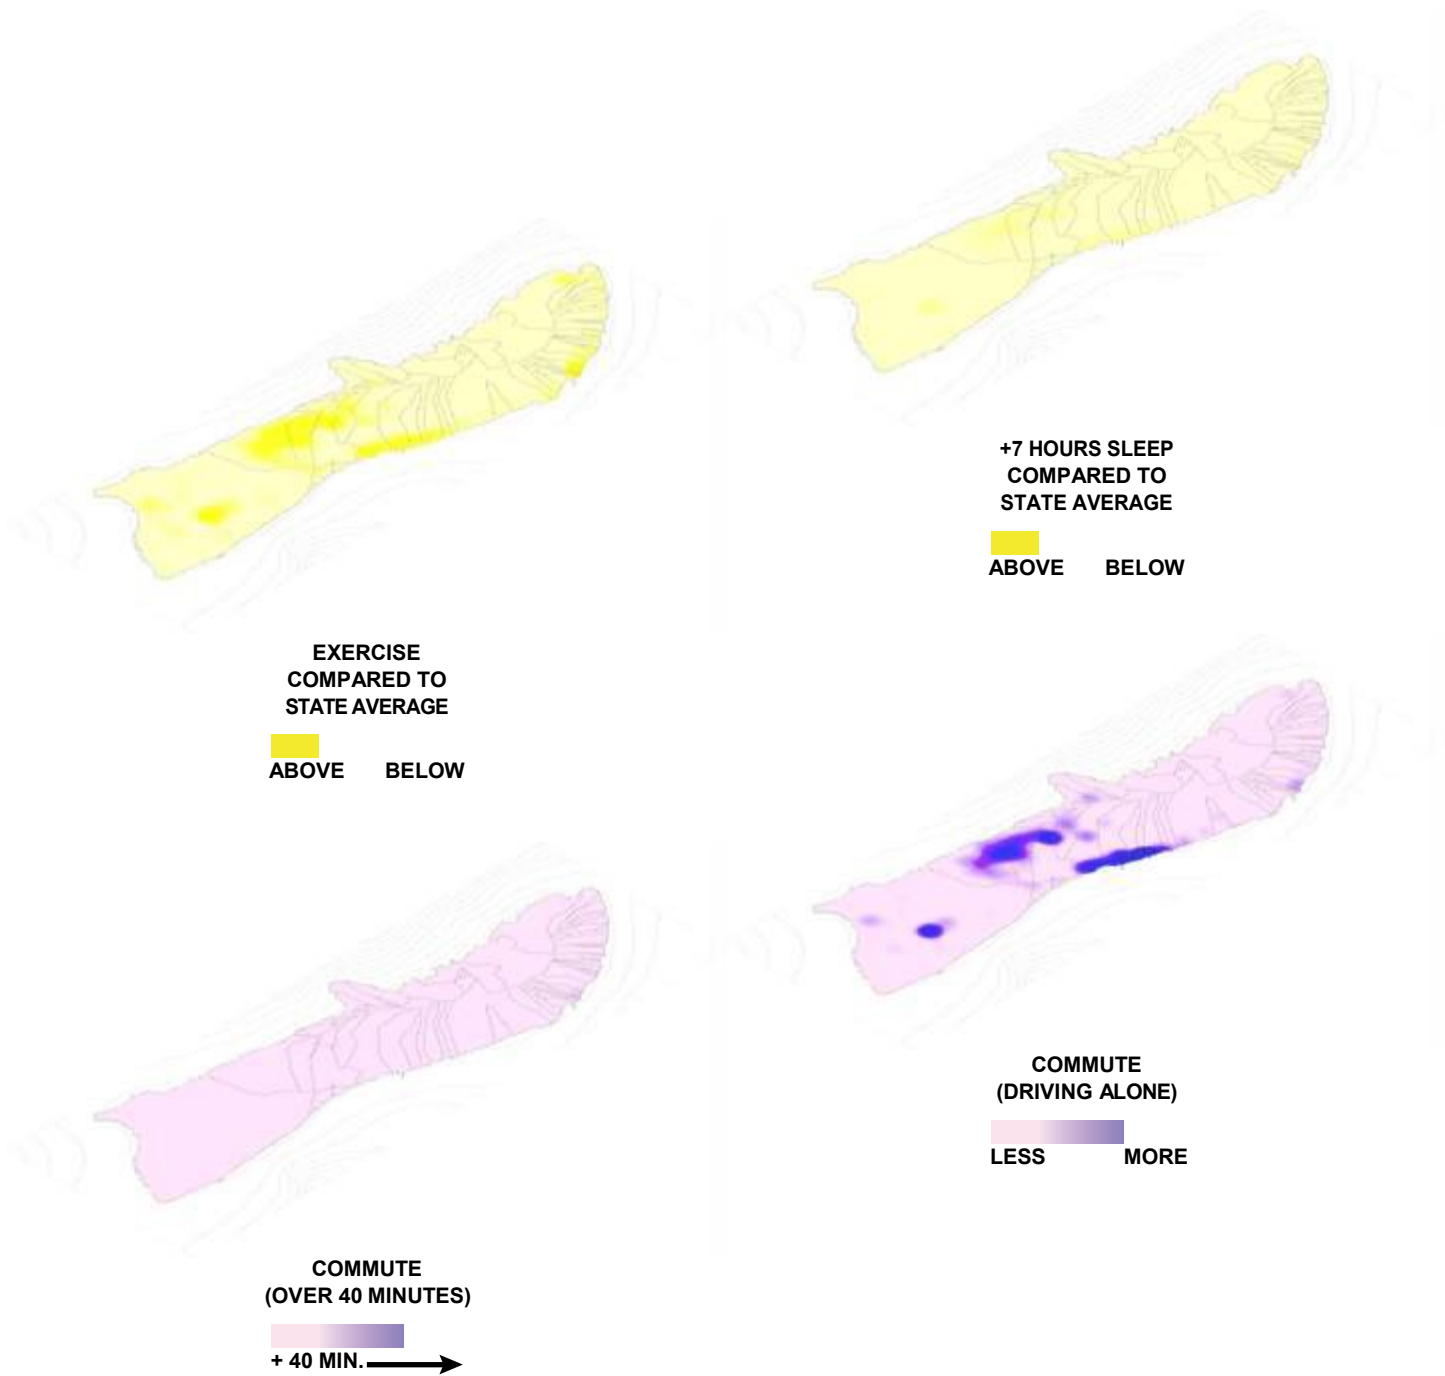 +7 HOURS SLEEP
COMPARED TO
STATE AVERAGE
ABOVE BELOW
EXERCISE
COMPARED TO
STATE AVERAGE
ABOVE BELOW
COMMUTE
(DRIVING ALONE)
LESS MORE
COMMUTE
(OVER 40 MINUTES)
+ 40 MIN.